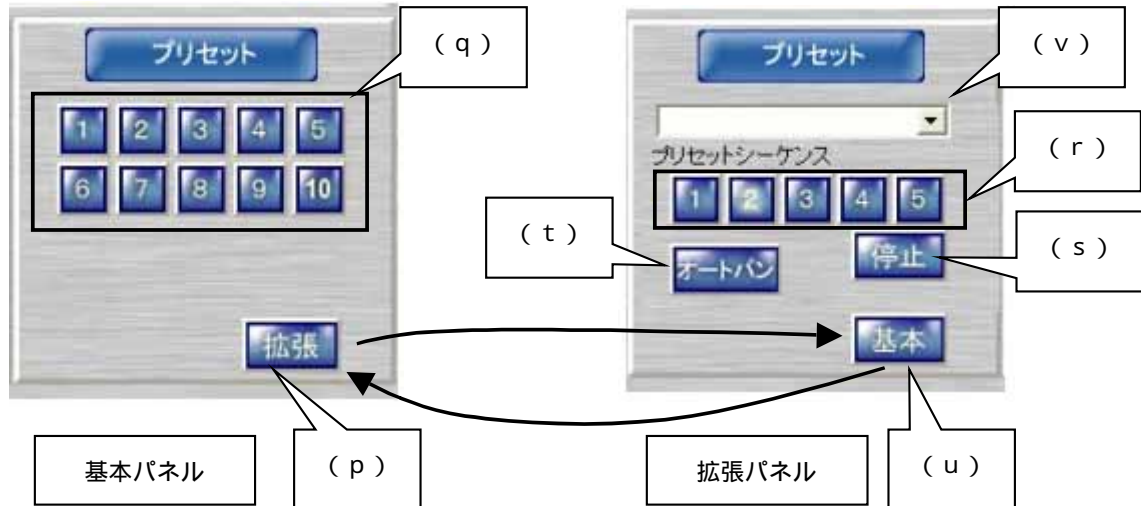 プリセット
(q)
1 2 3 4 5
6 7 8 9 10
拡張
基本パネル
(p)
プリセット
(v)
プリセットシーケンス
(r)
1 2 3 4 5
(t)
オートパン
停止
(s)
基本
拡張パネル
(u)